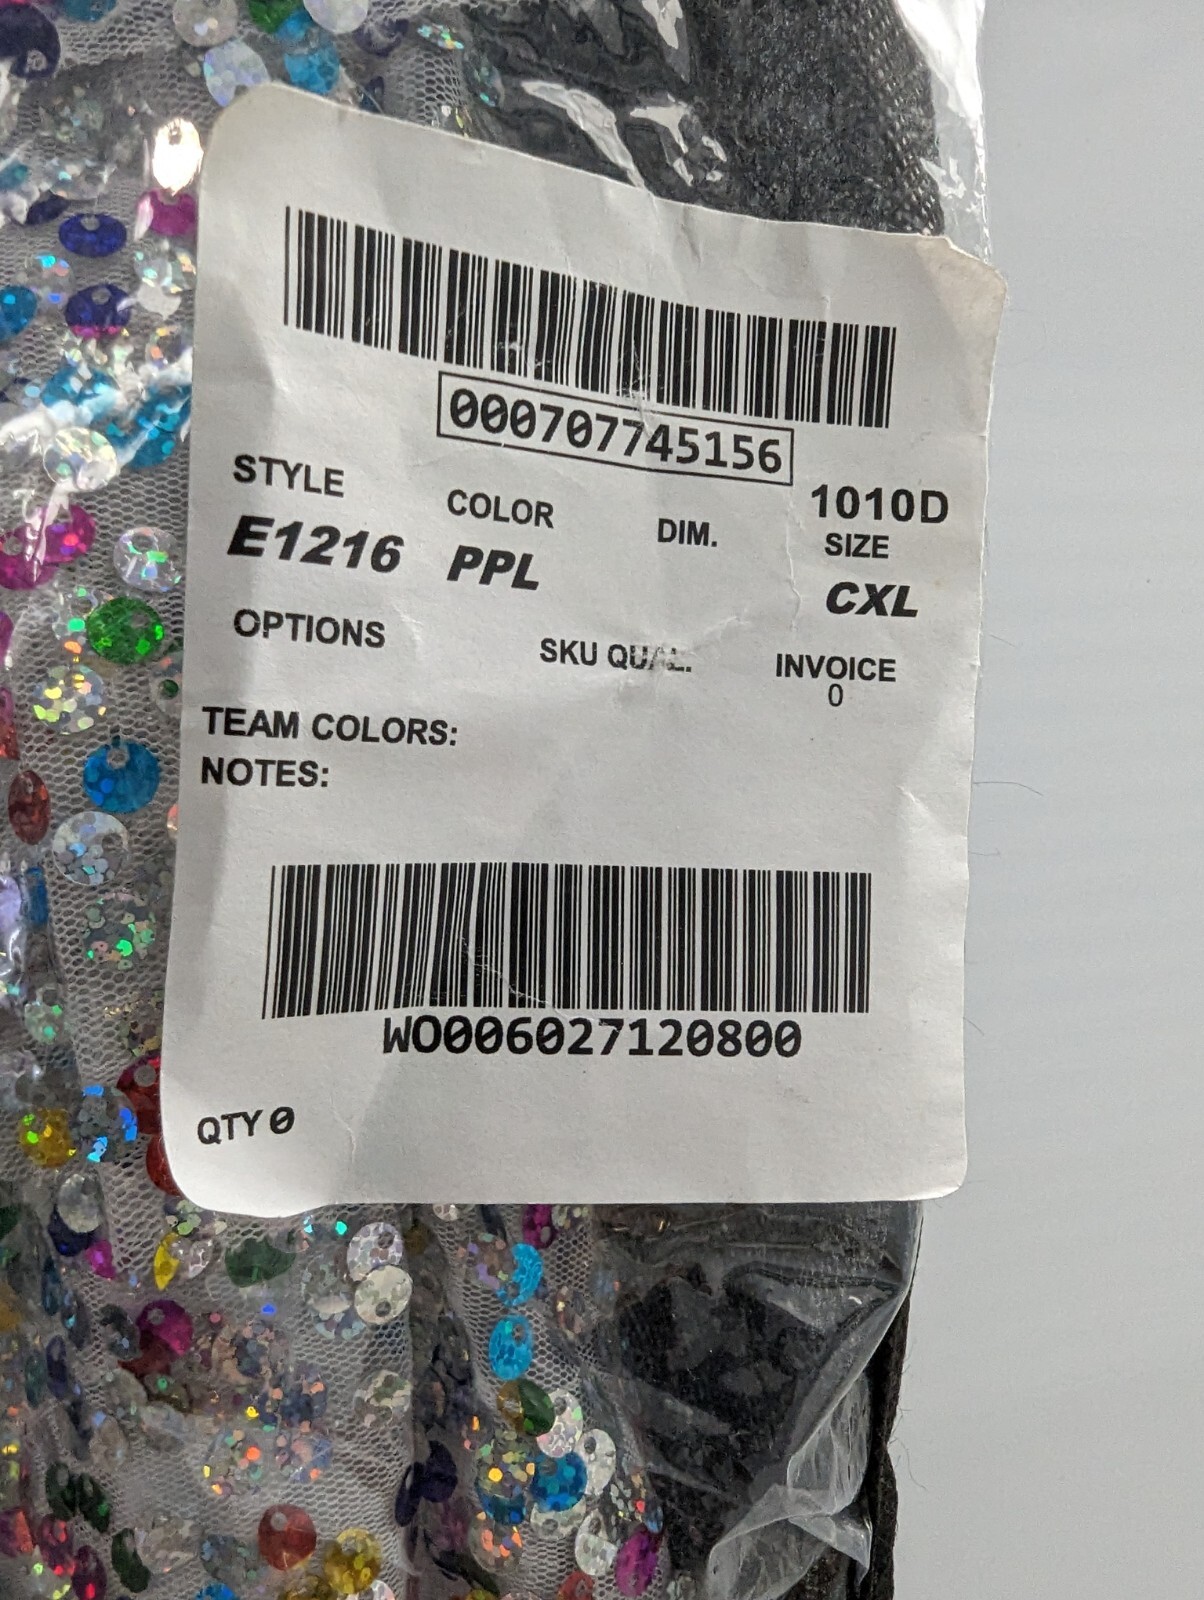 000707745156
STYLE COLOR DIM. 1010D
SIZE
E1216 PPL CXL
OPTIONS SKU QUAL. INVOICE
0
TEAM COLORS:
NOTES:
WO006027120800
QTY 0